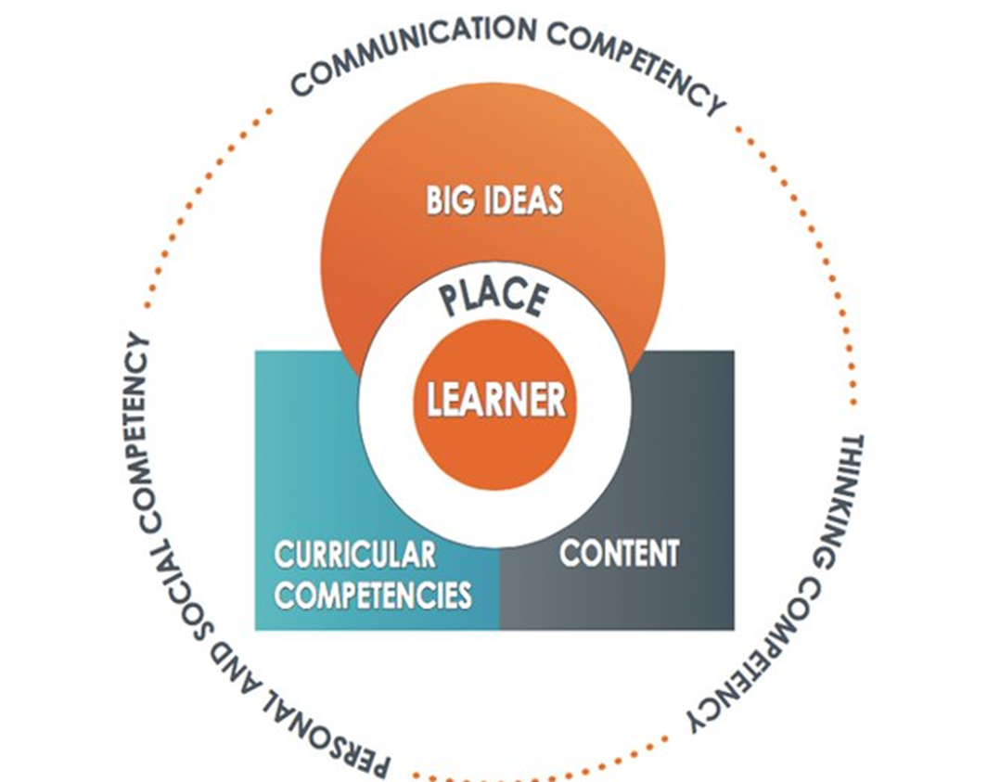 COMMUNICATION COMPETENCY
BIG IDEAS
PLACE
LEARNER
CURRICULAR
COMPETENCIES
CONTENT
THINKING COMPETENCY
PERSONAL AND SOCIAL COMPETENCY